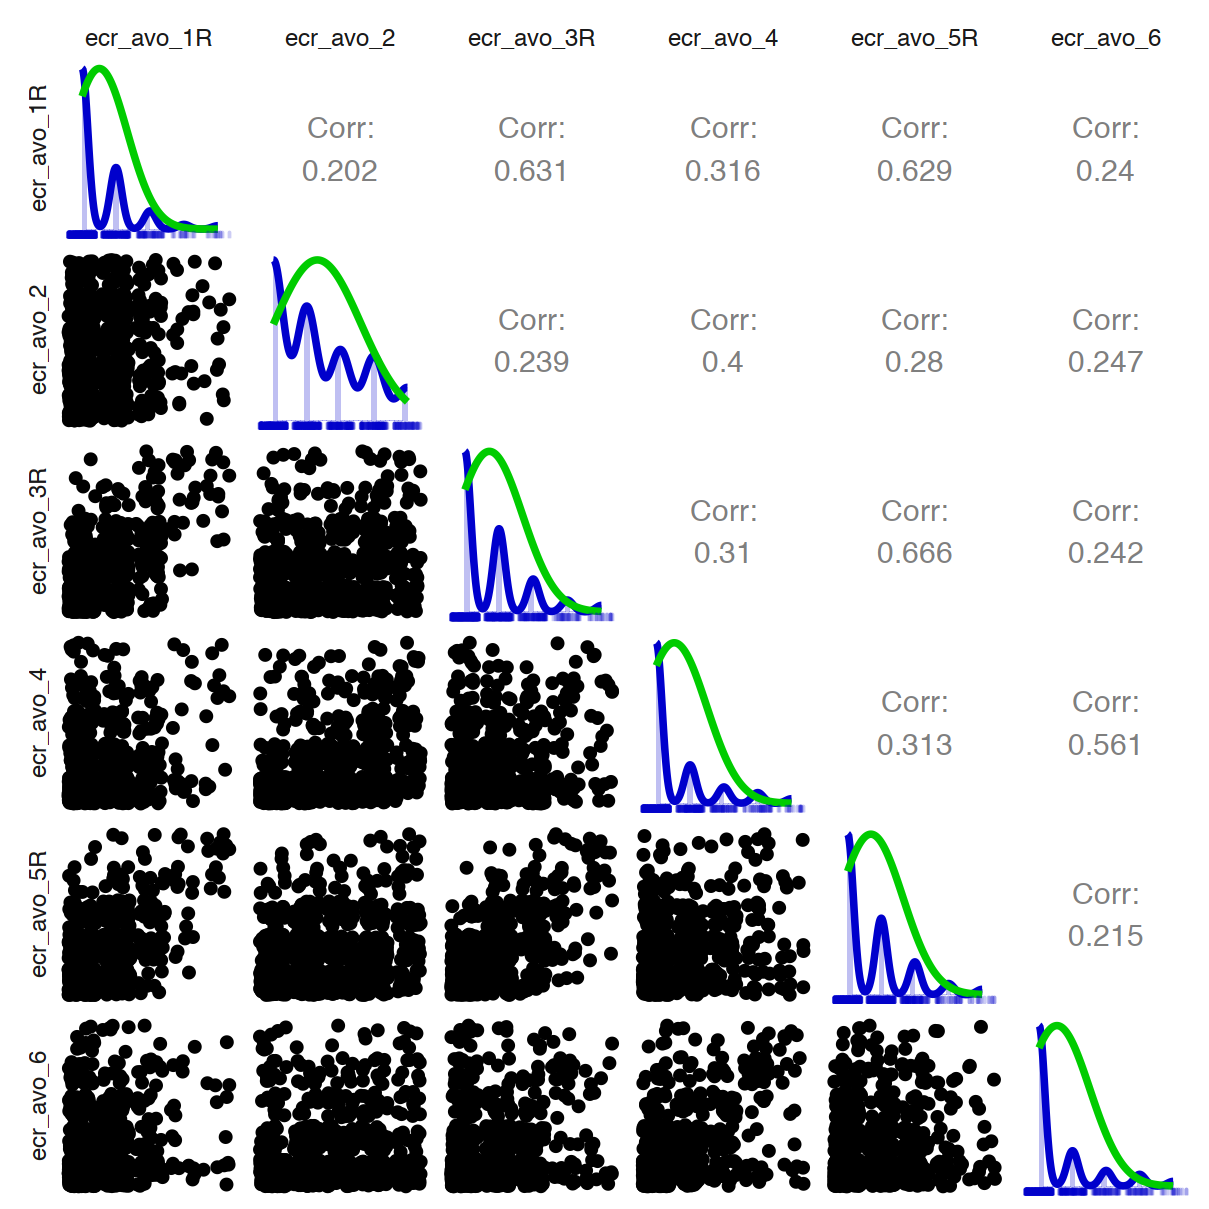 ecr_avo_1R ecr_avo_2 ecr_avo_3R ecr_avo_4 ecr_avo_5R ecr_avo_6
ecr_avo_1R
Corr: Corr: Corr: Corr: Corr:
0.202 0.631 0.316 0.629 0.24
ecr_avo_2
Corr: Corr: Corr: Corr:
0.239 0.4 0.28 0.247
ecr_avo_3R
Corr: Corr: Corr:
0.31 0.666 0.242
ecr_avo_4
Corr: Corr:
0.313 0.561
ecr_avo_5R
Corr:
0.215
ecr_avo_6